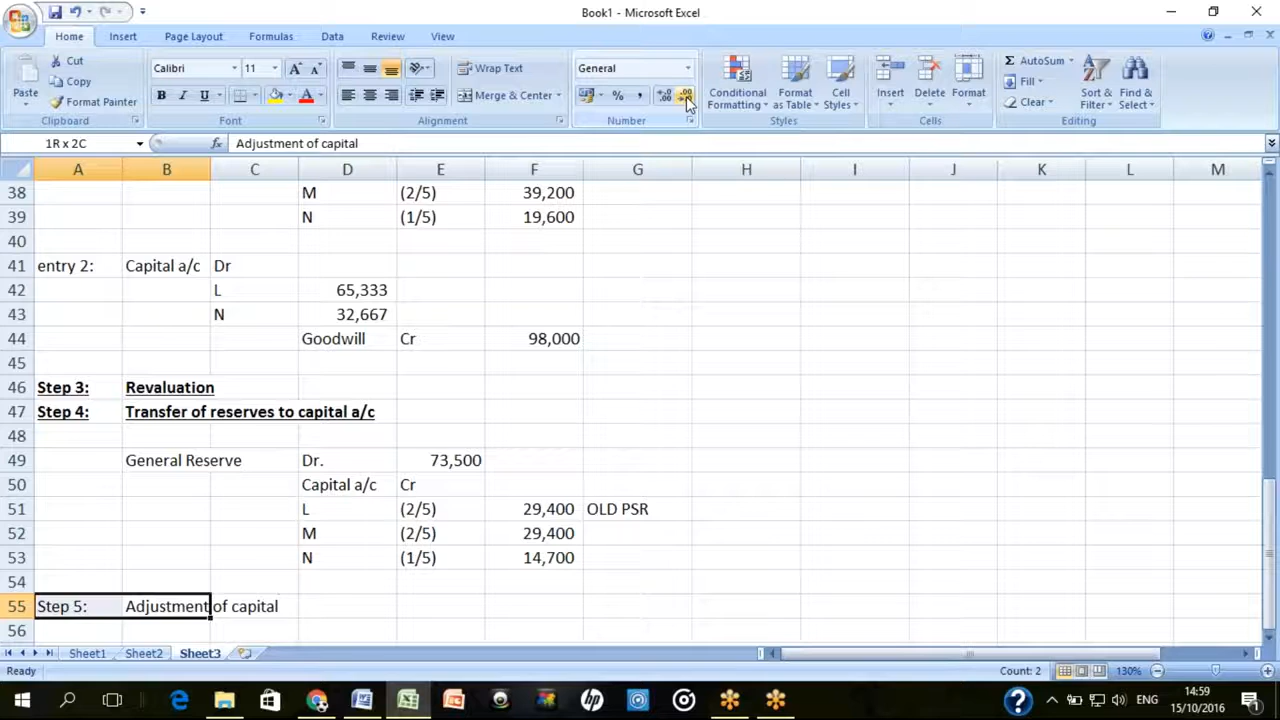 Book1 - Microsoft Excel
Home Insert Page Layout Formulas Data Review View
Paste Cut Copy Format Painter Clipboard
Calibri 11 A A B I U A Font
Wrap Text Merge & Center Alignment
General % , .0 .00 .00 .0 Number
Conditional Formatting Format as Table Cell Styles Styles
Insert Delete Format Cells
Σ AutoSum Fill Clear Sort & Filter Find & Select Editing
1R x 2C fx Adjustment of capital
A B C D E F G H I J K L M
38 M (2/5) 39,200
39 N (1/5) 19,600
40
41 entry 2: Capital a/c Dr
42 L 65,333
43 N 32,667
44 Goodwill Cr 98,000
45
46 Step 3: Revaluation
47 Step 4: Transfer of reserves to capital a/c
48
49 General Reserve Dr. 73,500
50 Capital a/c Cr
51 L (2/5) 29,400 OLD PSR
52 M (2/5) 29,400
53 N (1/5) 14,700
54
55 Step 5: Adjustment of capital
56
Sheet1 Sheet2 Sheet3
Ready Count: 2 130%
hp ? ENG 14:59
15/10/2016 1